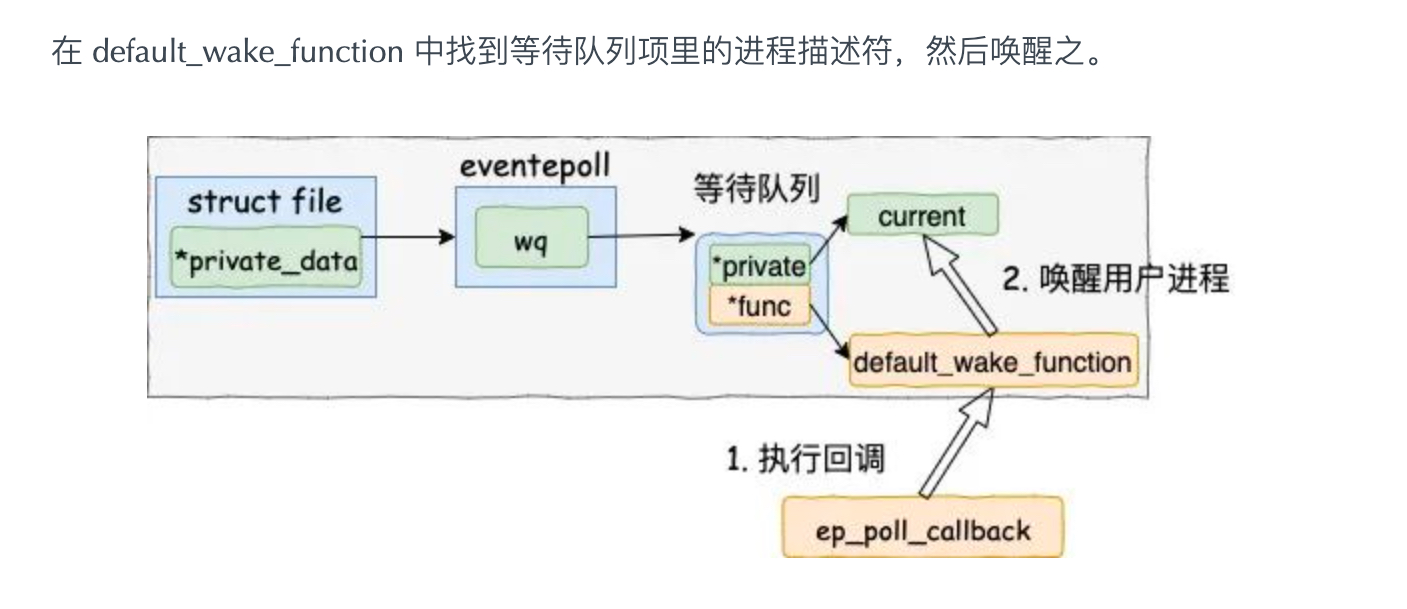 在 default_wake_function 中找到等待队列项里的进程描述符，然后唤醒之。
eventepoll
struct file
等待队列
*private_data
wq
current
*private
*func
2. 唤醒用户进程
default_wake_function
1. 执行回调
ep_poll_callback